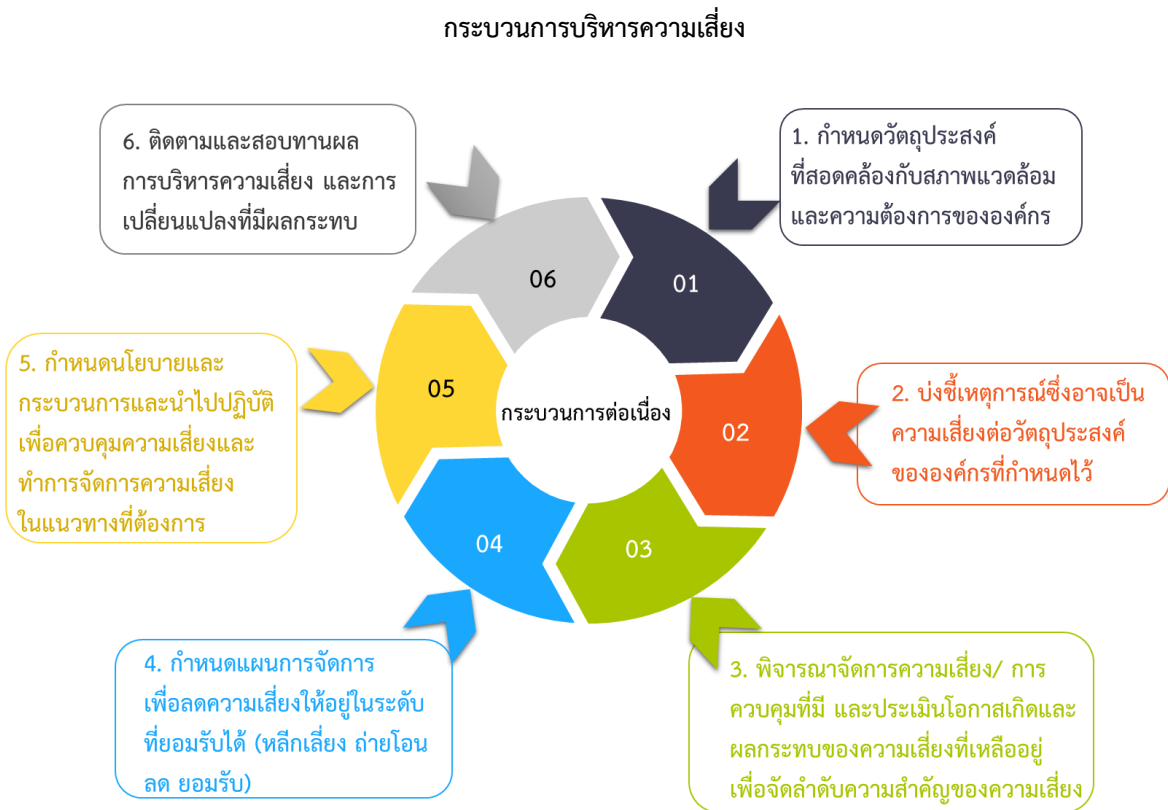 กระบวนการบริหารความเสี่ยง
1. กำหนดวัตถุประสงค์
ที่สอดคล้องกับสภาพแวดล้อม
และความต้องการขององค์กร
01
2. บ่งชี้เหตุการณ์ซึ่งอาจเป็น
ความเสี่ยงต่อวัตถุประสงค์
ขององค์กรที่กำหนดไว้
02
3. พิจารณาจัดการความเสี่ยง/ การ
ควบคุมที่มี และประเมินโอกาสเกิดและ
ผลกระทบของความเสี่ยงที่เหลืออยู่
เพื่อจัดลำดับความสำคัญของความเสี่ยง
03
4. กำหนดแผนการจัดการ
เพื่อลดความเสี่ยงให้อยู่ในระดับ
ที่ยอมรับได้ (หลีกเลี่ยง ถ่ายโอน
ลด ยอมรับ)
04
5. กำหนดนโยบายและ
กระบวนการและนำไปปฏิบัติ
เพื่อควบคุมความเสี่ยงและ
ทำการจัดการความเสี่ยง
ในแนวทางที่ต้องการ
05
6. ติดตามและสอบทานผล
การบริหารความเสี่ยง และการ
เปลี่ยนแปลงที่มีผลกระทบ
06
กระบวนการต่อเนื่อง